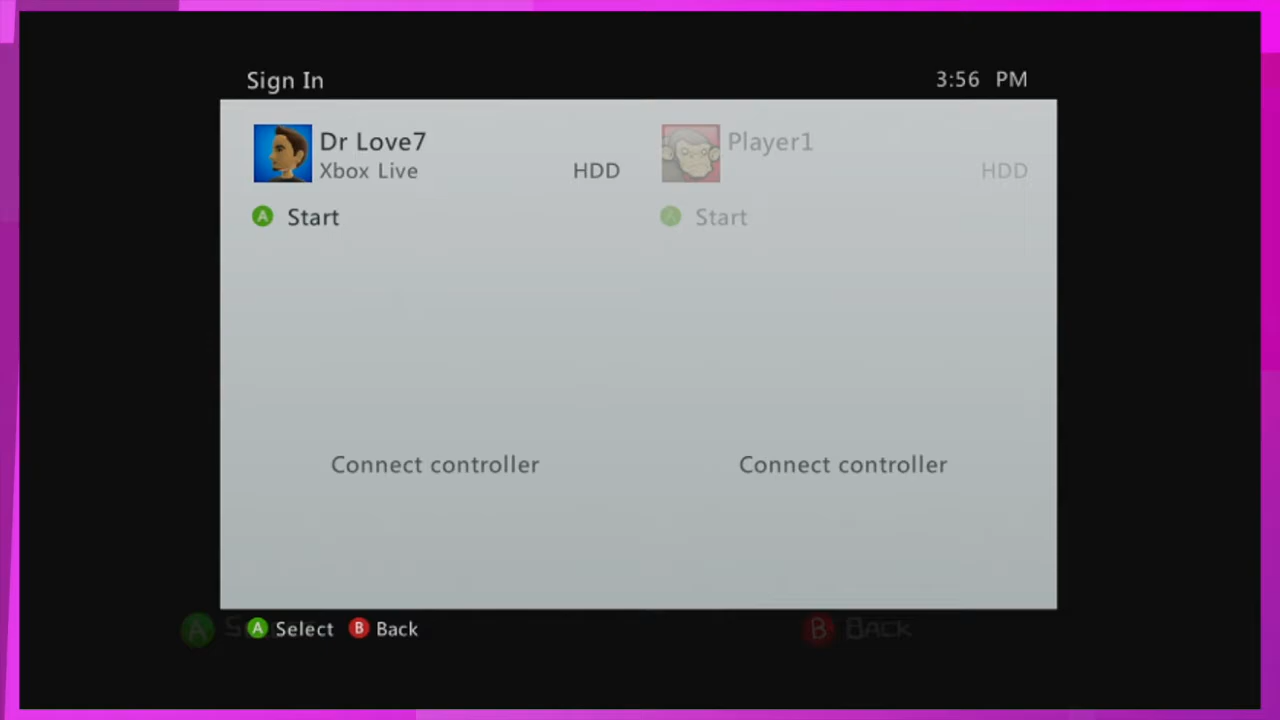 Sign In
3:56 PM
Dr Love7
Xbox Live
HDD
A Start
Player1
HDD
A Start
Connect controller
Connect controller
A Select B Back
A
B Back